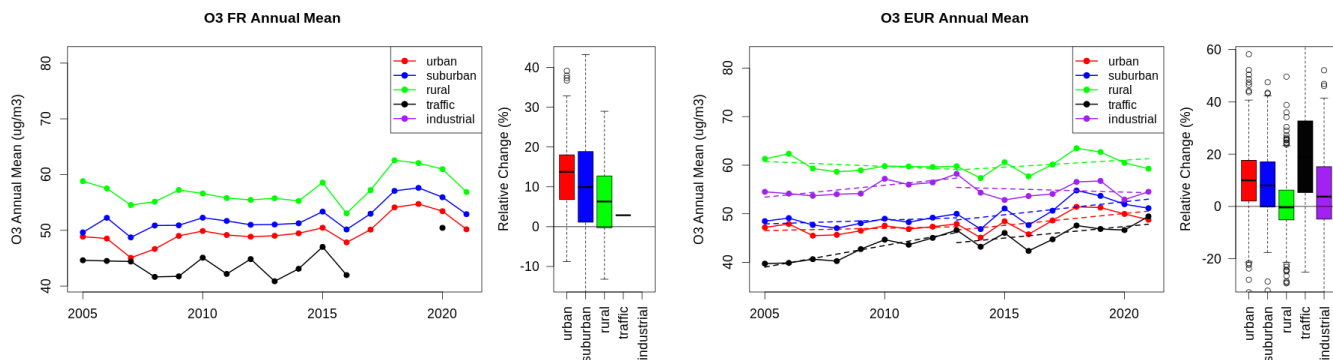 O3 FR Annual Mean
O3 Annual Mean (ug/m3)
80
70
60
50
40
2005
2010
2015
2020
urban
suburban
rural
traffic
industrial
Relative Change (%)
40
30
20
10
0
-10
urban
suburban
rural
traffic
industrial
O3 EUR Annual Mean
O3 Annual Mean (ug/m3)
80
70
60
50
40
2005
2010
2015
2020
urban
suburban
rural
traffic
industrial
Relative Change (%)
60
40
20
0
-20
urban
suburban
rural
traffic
industrial